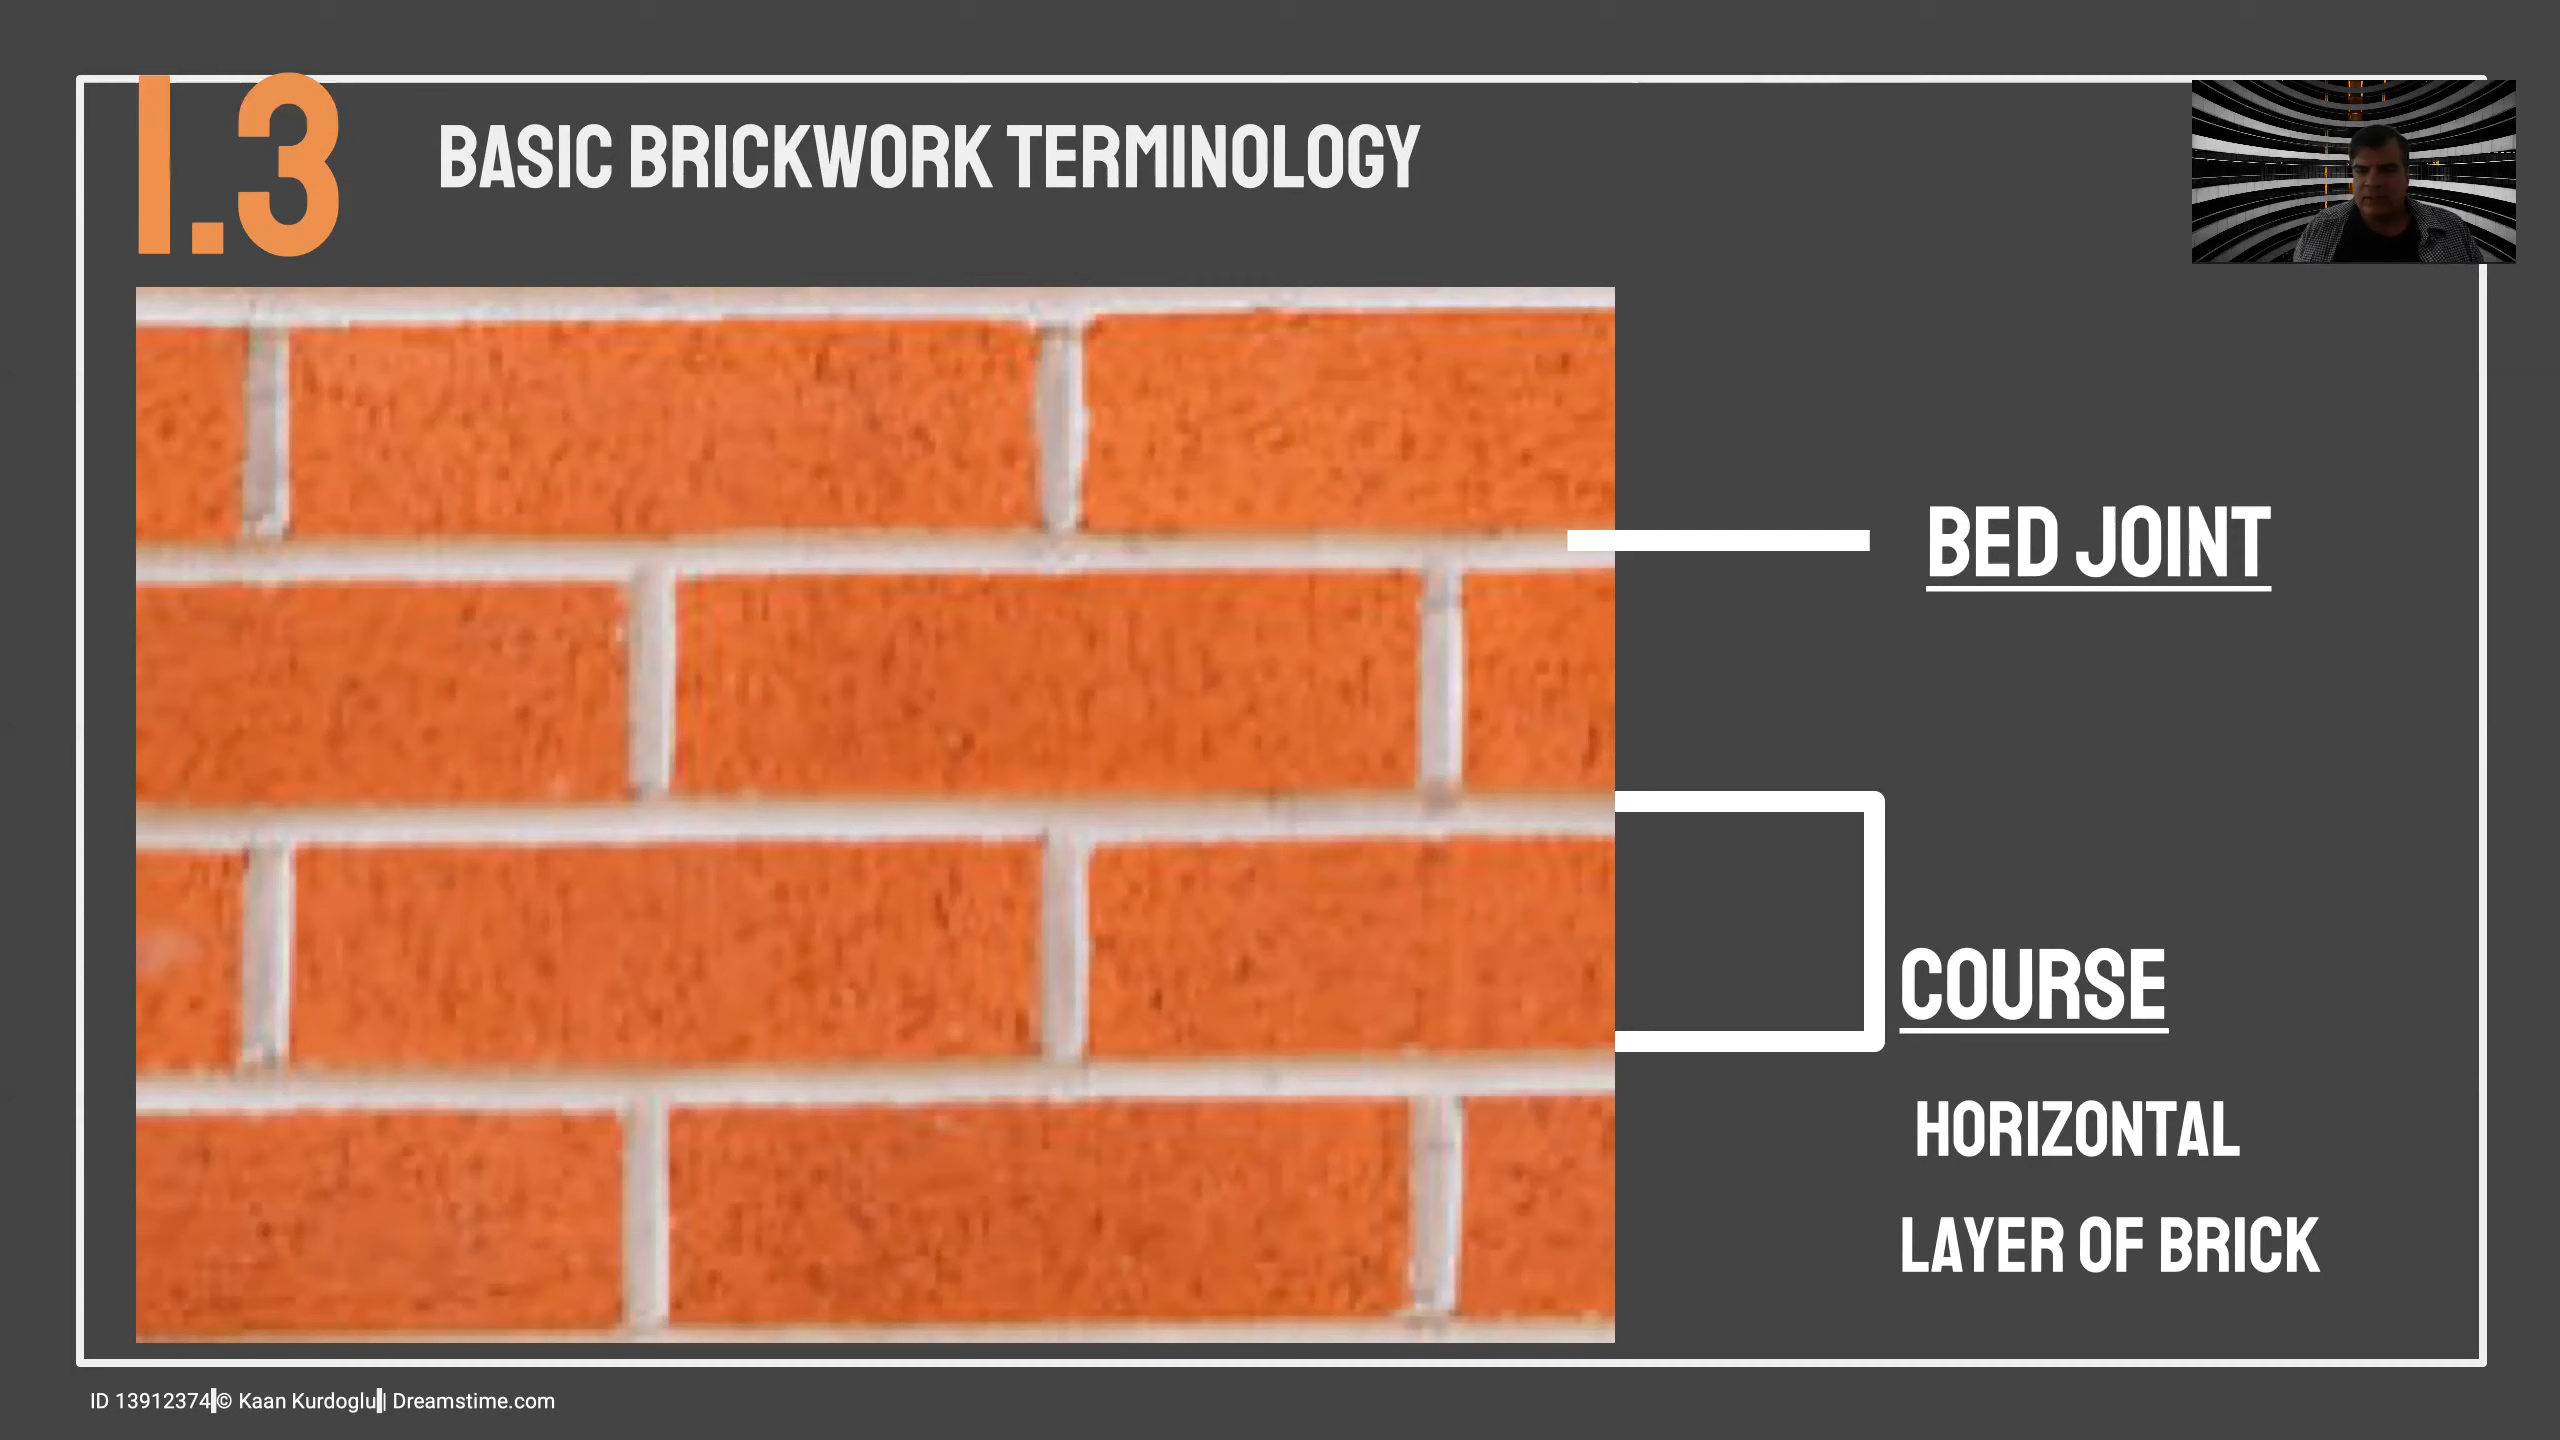 1.3
BASIC BRICKWORK TERMINOLOGY
BED JOINT
COURSE
HORIZONTAL
LAYER OF BRICK
ID 13912374 © Kaan Kurdoglu | Dreamstime.com